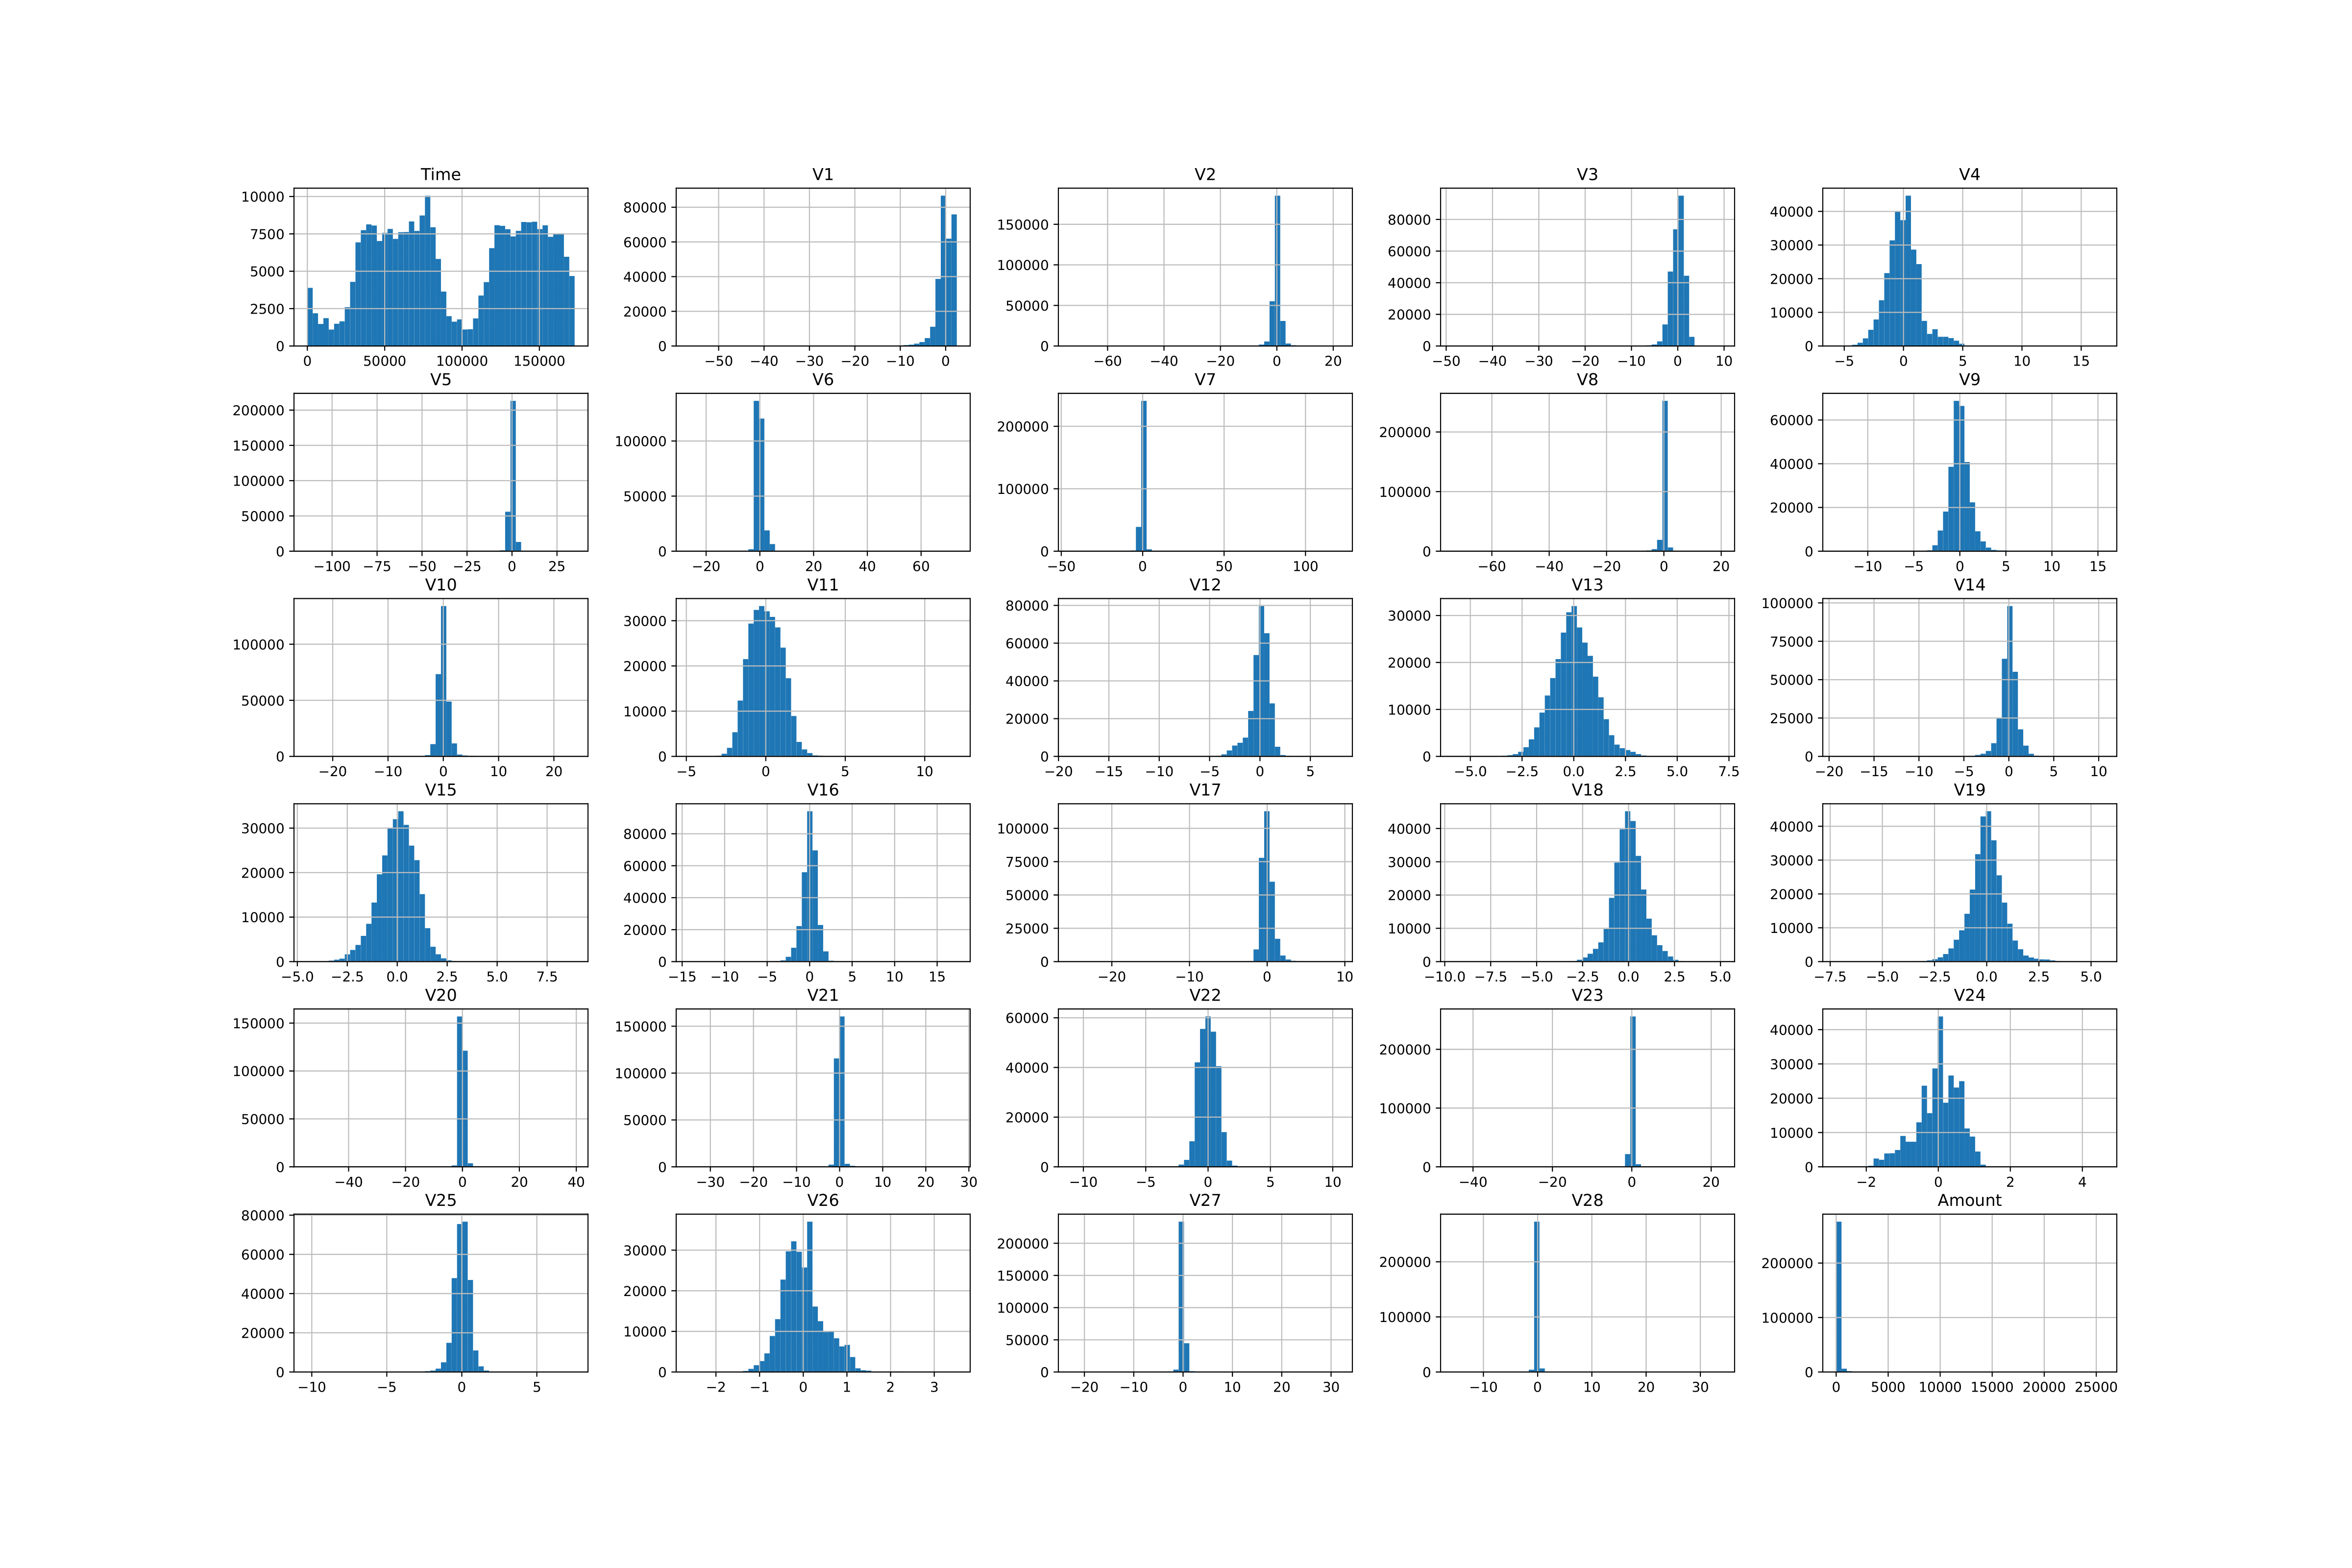 Time V1 V2 V3 V4
10000 80000 150000 80000 40000
7500 60000 100000 60000 30000
5000 40000 50000 40000 20000
2500 20000 0 20000 10000
0 0 0 0
0 50000 100000 150000 −50 −40 −30 −20 −10 0 −60 −40 −20 0 20 −50 −40 −30 −20 −10 0 10 −5 0 5 10 15
V5 V6 V7 V8 V9
200000 100000 200000 200000 60000
150000 50000 100000 100000 40000
100000 0 0 0 20000
50000 0
0
−100 −75 −50 −25 0 25 −20 0 20 40 60 −50 0 50 100 −60 −40 −20 0 20 −10 −5 0 5 10 15
V10 V11 V12 V13 V14
100000 30000 80000 30000 100000
50000 20000 60000 20000 75000
0 10000 40000 10000 50000
0 20000 0 25000
0 0
−20 −10 0 10 20 −5 0 5 10 −20 −15 −10 −5 0 5 −5.0 −2.5 0.0 2.5 5.0 7.5 −20 −15 −10 −5 0 5 10
V15 V16 V17 V18 V19
30000 80000 100000 40000 40000
20000 60000 75000 30000 30000
10000 40000 50000 20000 20000
0 20000 25000 10000 10000
0 0 0 0
−5.0 −2.5 0.0 2.5 5.0 7.5 −15 −10 −5 0 5 10 15 −20 −10 0 10 −10.0 −7.5 −5.0 −2.5 0.0 2.5 5.0 −7.5 −5.0 −2.5 0.0 2.5 5.0
V20 V21 V22 V23 V24
150000 150000 60000 200000 40000
100000 100000 40000 100000 30000
50000 50000 20000 0 20000
0 0 0 10000
0
−40 −20 0 20 40 −30 −20 −10 0 10 20 30 −10 −5 0 5 10 −40 −20 0 20 −2 0 2 4
V25 V26 V27 V28 Amount
80000 30000 200000 200000 200000
60000 20000 150000 100000 100000
40000 10000 100000 0 0
20000 0 50000
0 0
−10 −5 0 5 −2 −1 0 1 2 3 −20 −10 0 10 20 30 −10 0 10 20 30 0 5000 10000 15000 20000 25000